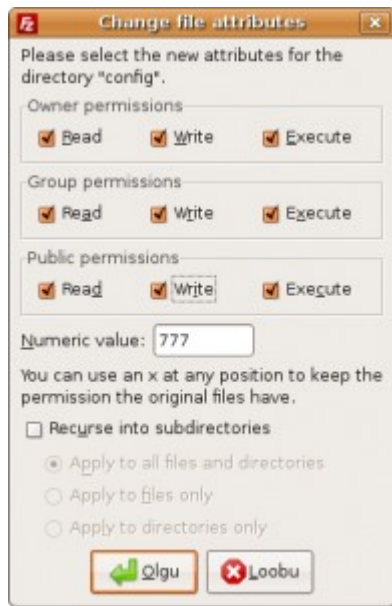 Change file attributes
Please select the new attributes for the
directory "config".
Owner permissions
Read Write Execute
Group permissions
Read Write Execute
Public permissions
Read Write Execute
Numeric value: 777
You can use an x at any position to keep the
permission the original files have.
Recurse into subdirectories
Apply to all files and directories
Apply to files only
Apply to directories only
Olgu Loobu